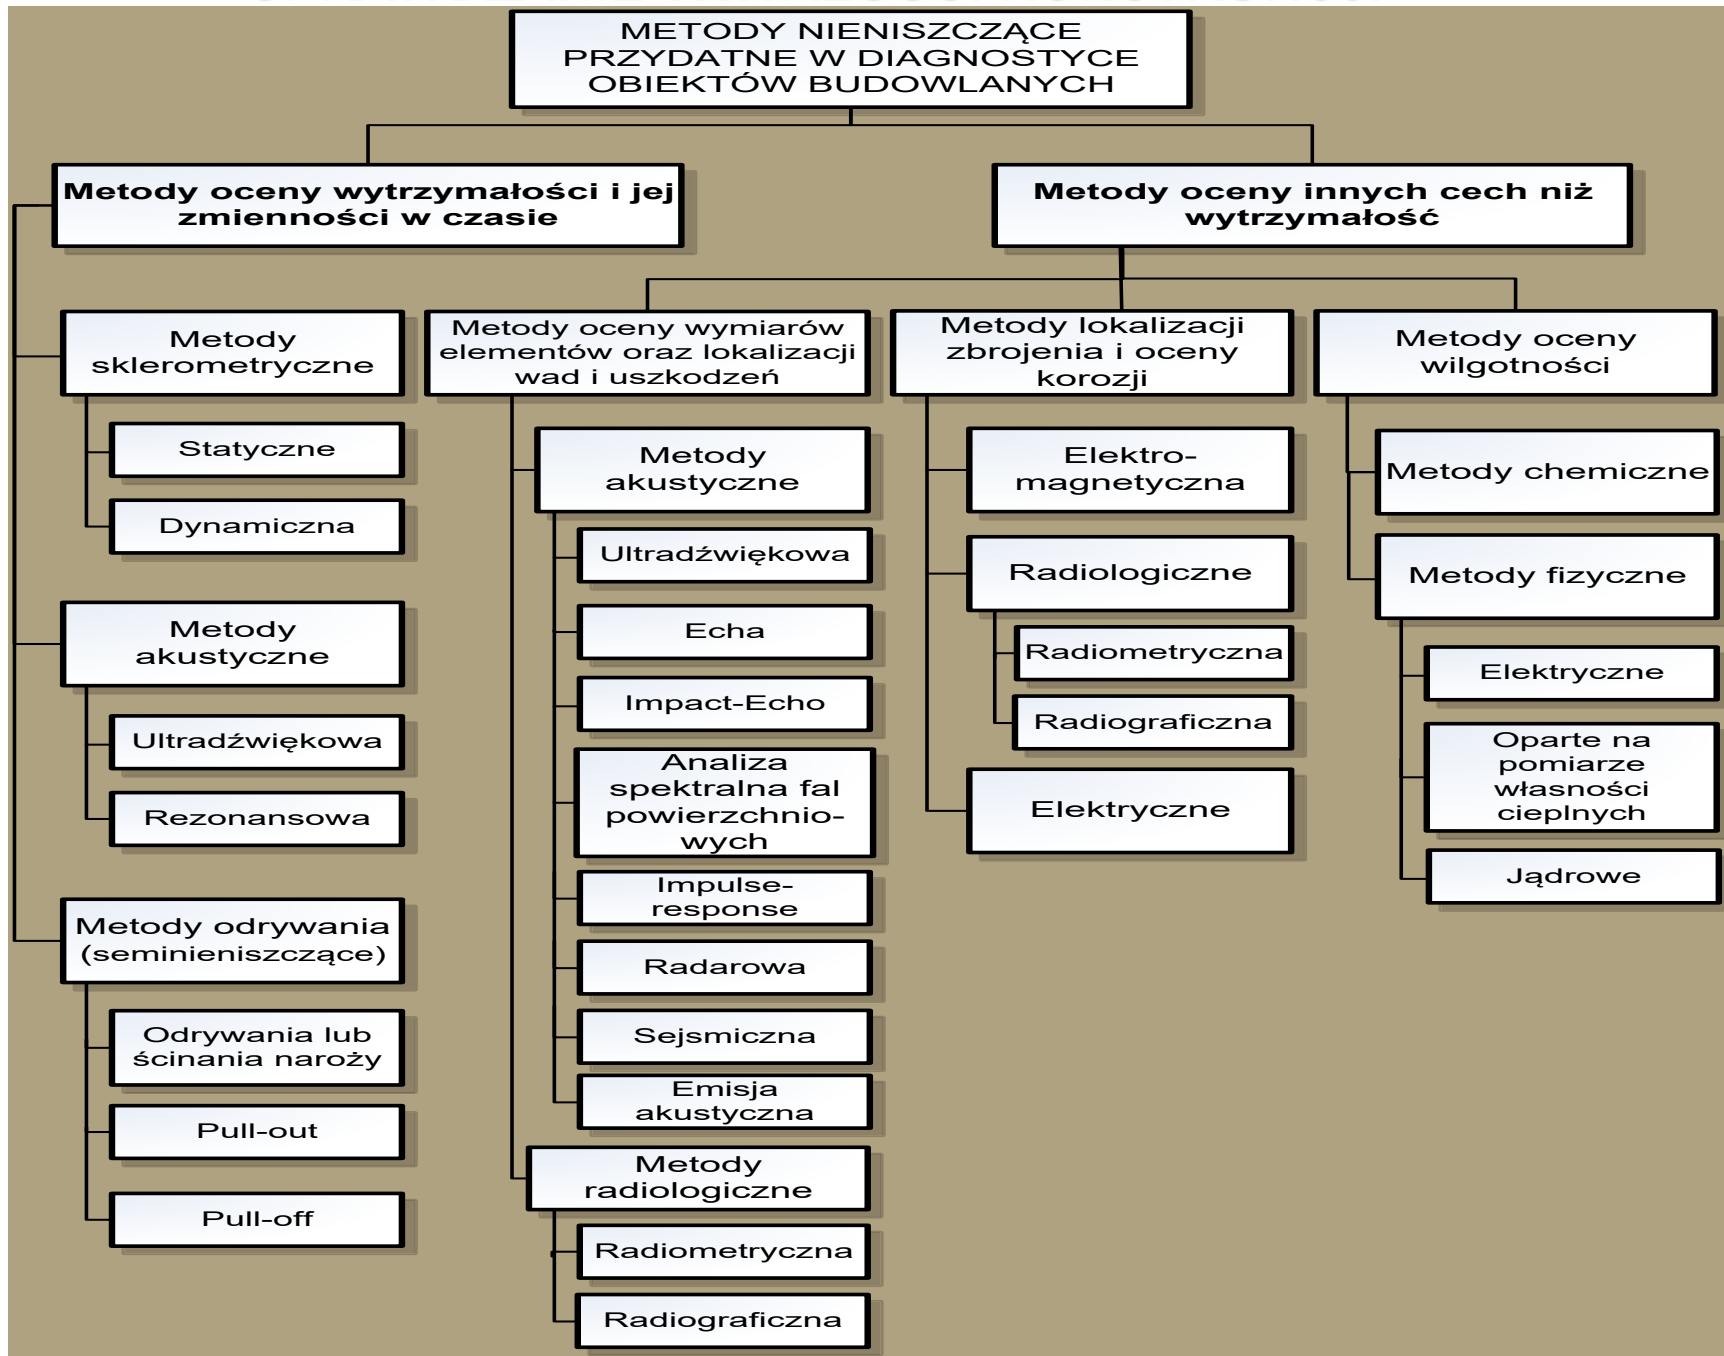 METODY NIENISZCZĄCE
PRZYDATNE W DIAGNOSTYCE
OBIEKTÓW BUDOWLANYCH
Metody oceny wytrzymałości i jej
zmienności w czasie
Metody oceny innych cech niż
wytrzymałość
Metody
sklerometryczne
Statyczne
Dynamiczna
Metody
akustyczne
Ultradźwiękowa
Rezonansowa
Metody odrywania
(seminieniszczące)
Odrywania lub
ścinania naroży
Pull-out
Pull-off
Metody oceny wymiarów
elementów oraz lokalizacji
wad i uszkodzeń
Metody
akustyczne
Ultradźwiękowa
Echa
Impact-Echo
Analiza
spektralna fal
powierzchnio-
wych
Impulse-
response
Radarowa
Sejsmiczna
Emisja
akustyczna
Metody
radiologiczne
Radiometryczna
Radiograficzna
Metody lokalizacji
zbrojenia i oceny
korozji
Elektro-
magnetyczna
Radiologiczne
Radiometryczna
Radiograficzna
Elektryczne
Metody oceny
wilgotności
Metody chemiczne
Metody fizyczne
Elektryczne
Oparte na
pomiarze
własności
cieplnych
Jądrowe